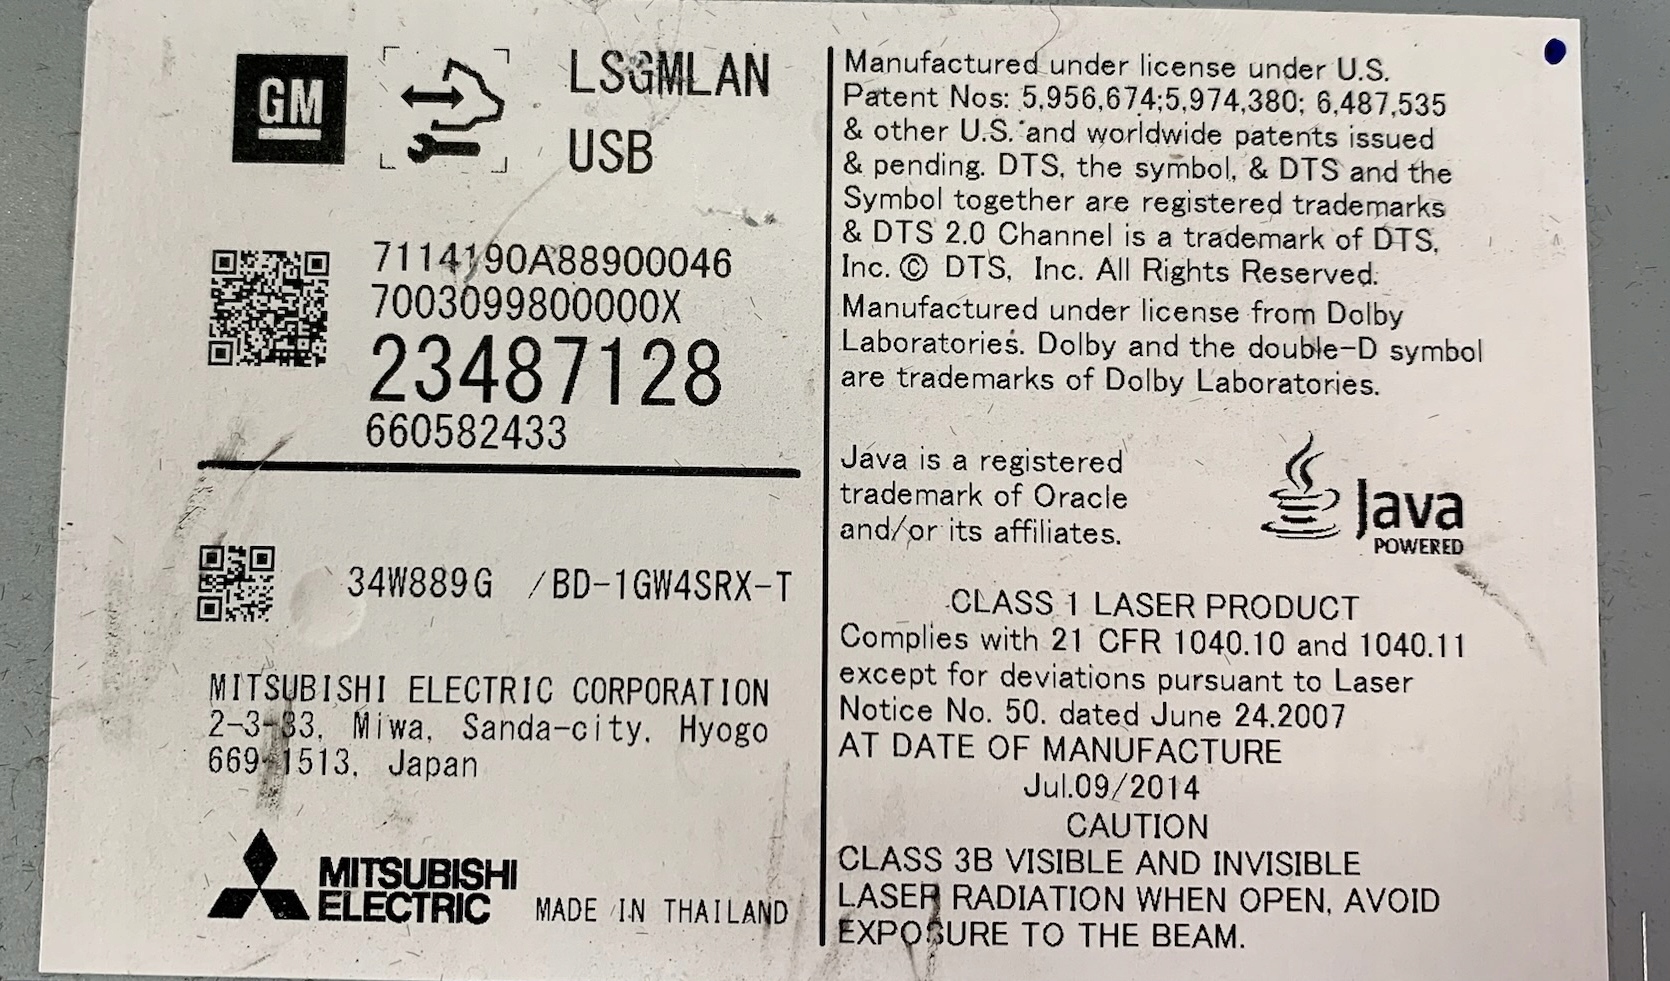 GM
LSGMLAN
USB
7114190A88900046
7003099800000X
23487128
660582433
34W889G /BD-1GW4SRX-T
MITSUBISHI ELECTRIC CORPORATION
2-3-33, Miwa, Sanda-city, Hyogo
669-1513, Japan
MITSUBISHI
ELECTRIC
MADE IN THAILAND
Manufactured under license under U.S.
Patent Nos: 5,956,674;5,974,380; 6,487,535
& other U.S. and worldwide patents issued
& pending. DTS, the symbol, & DTS and the
Symbol together are registered trademarks
& DTS 2.0 Channel is a trademark of DTS,
Inc. © DTS, Inc. All Rights Reserved.
Manufactured under license from Dolby
Laboratories. Dolby and the double-D symbol
are trademarks of Dolby Laboratories.
Java is a registered
trademark of Oracle
and/or its affiliates.
Java
POWERED
CLASS 1 LASER PRODUCT
Complies with 21 CFR 1040.10 and 1040.11
except for deviations pursuant to Laser
Notice No. 50. dated June 24.2007
AT DATE OF MANUFACTURE
Jul.09/2014
CAUTION
CLASS 3B VISIBLE AND INVISIBLE
LASER RADIATION WHEN OPEN, AVOID
EXPOSURE TO THE BEAM.